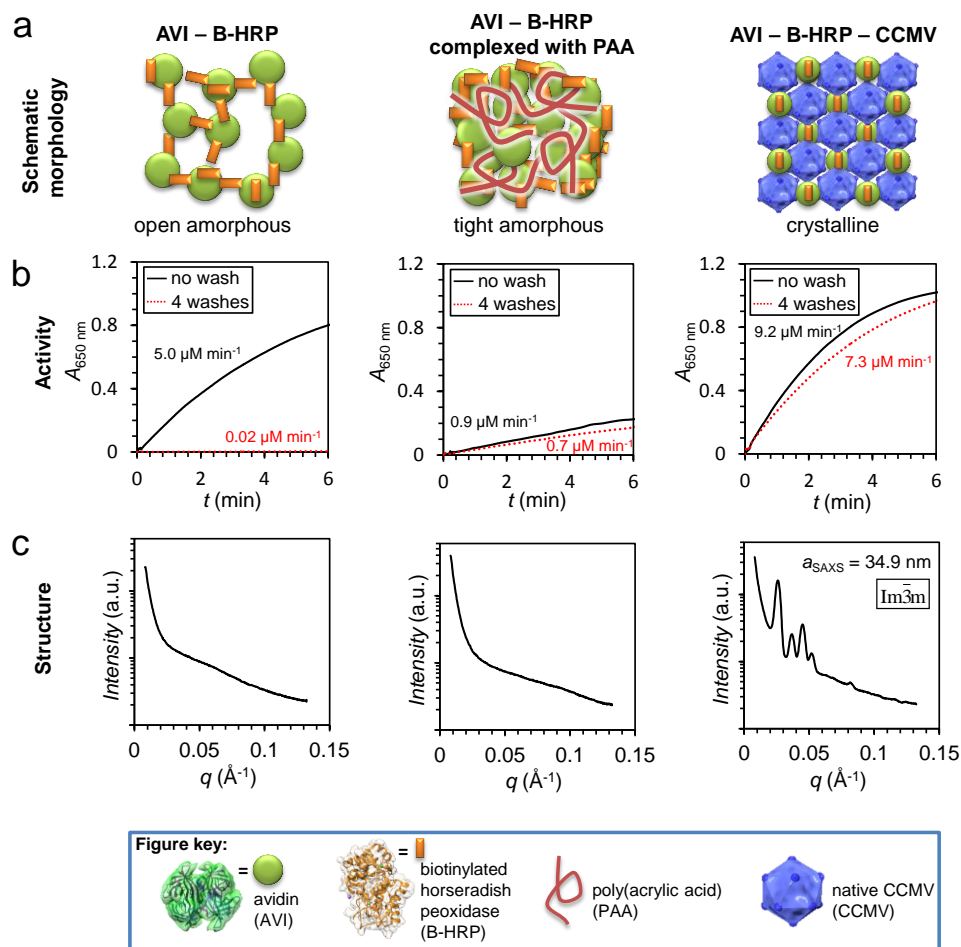 a
AVI – B-HRP
AVI – B-HRP
complexed with PAA
AVI – B-HRP – CCMV
Schematic
morphology
open amorphous
tight amorphous
crystalline
b
Activity
A650 nm
1.2
0.8
0.4
0
no wash
4 washes
5.0 µM min-1
0.02 µM min-1
0
2
4
6
t (min)
A650 nm
1.2
0.8
0.4
0
no wash
4 washes
0.9 µM min-1
0.7 µM min-1
0
2
4
6
t (min)
A650 nm
1.2
0.8
0.4
0
no wash
4 washes
9.2 µM min-1
7.3 µM min-1
0
2
4
6
t (min)
c
Structure
Intensity (a.u.)
0
0.05
0.1
0.15
q (Å-1)
Intensity (a.u.)
0
0.05
0.1
0.15
q (Å-1)
Intensity (a.u.)
aSAXS = 34.9 nm
Im3̄m
0
0.05
0.1
0.15
q (Å-1)
Figure key:
=
avidin
(AVI)
=
biotinylated
horseradish
peoxidase
(B-HRP)
poly(acrylic acid)
(PAA)
native CCMV
(CCMV)